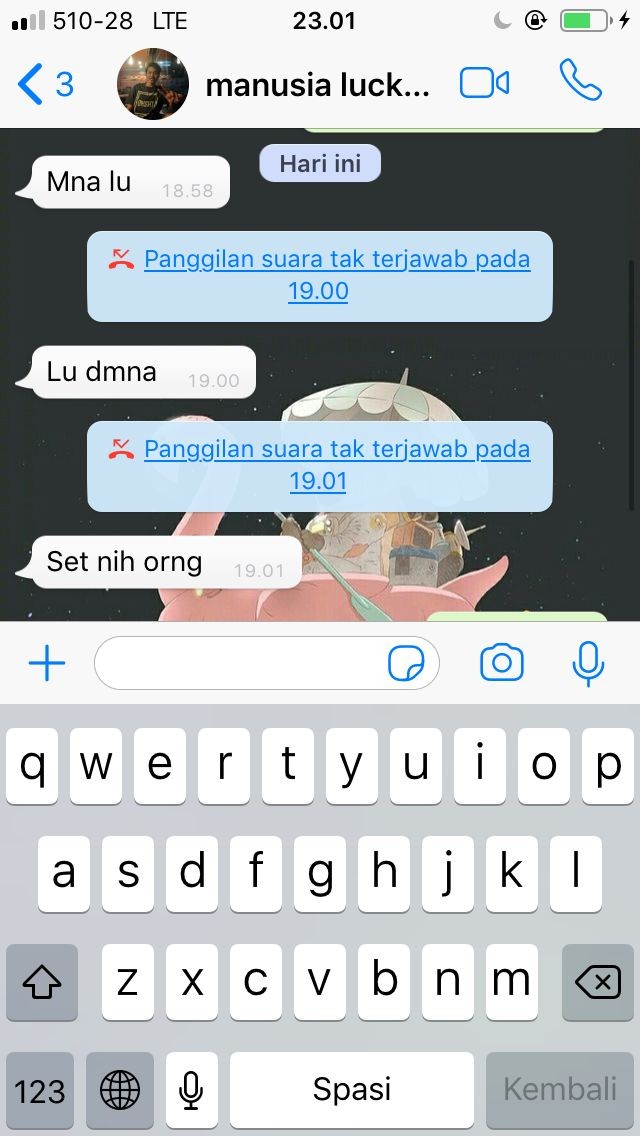 510-28 LTE 23.01
3 manusia luck...
Hari ini
Mna lu 18.58
Panggilan suara tak terjawab pada
19.00
Lu dmna 19.00
Panggilan suara tak terjawab pada
19.01
Set nih orng 19.01
q w e r t y u i o p
a s d f g h j k l
z x c v b n m
123 Spasi Kembali